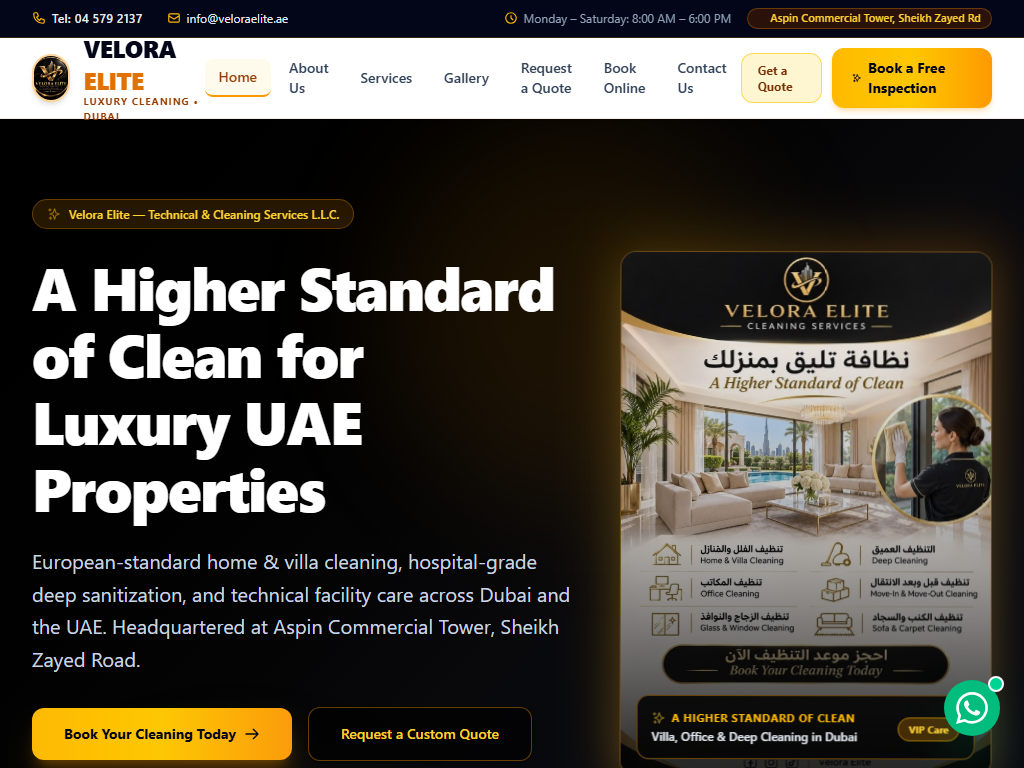 Tel: 04 579 2137
info@veloraelite.ae
Monday – Saturday: 8:00 AM – 6:00 PM
Aspin Commercial Tower, Sheikh Zayed Rd
VELORA
ELITE
LUXURY CLEANING •
DUBAI
Home
About
Us
Services
Gallery
Request
a Quote
Book
Online
Contact
Us
Get a
Quote
Book a Free
Inspection
Velora Elite — Technical & Cleaning Services L.L.C.
A Higher Standard
of Clean for
Luxury UAE
Properties
European-standard home & villa cleaning, hospital-grade
deep sanitization, and technical facility care across Dubai and
the UAE. Headquartered at Aspin Commercial Tower, Sheikh
Zayed Road.
Book Your Cleaning Today
Request a Custom Quote
VELORA ELITE
CLEANING SERVICES
نظافة تليق بمنزلك
A Higher Standard of Clean
VELORA ELITE
تنظيف الفلل والمنازل
Home & Villa Cleaning
التنظيف العميق
Deep Cleaning
تنظيف المكاتب
Office Cleaning
تنظيف قبل وبعد الانتقال
Move-In & Move-Out Cleaning
تنظيف الزجاج والنوافذ
Glass & Window Cleaning
تنظيف الكنب والسجاد
Sofa & Carpet Cleaning
احجز موعد التنظيف الآن
Book Your Cleaning Today
A HIGHER STANDARD OF CLEAN
Villa, Office & Deep Cleaning in Dubai
VIP Care
Velora Elite